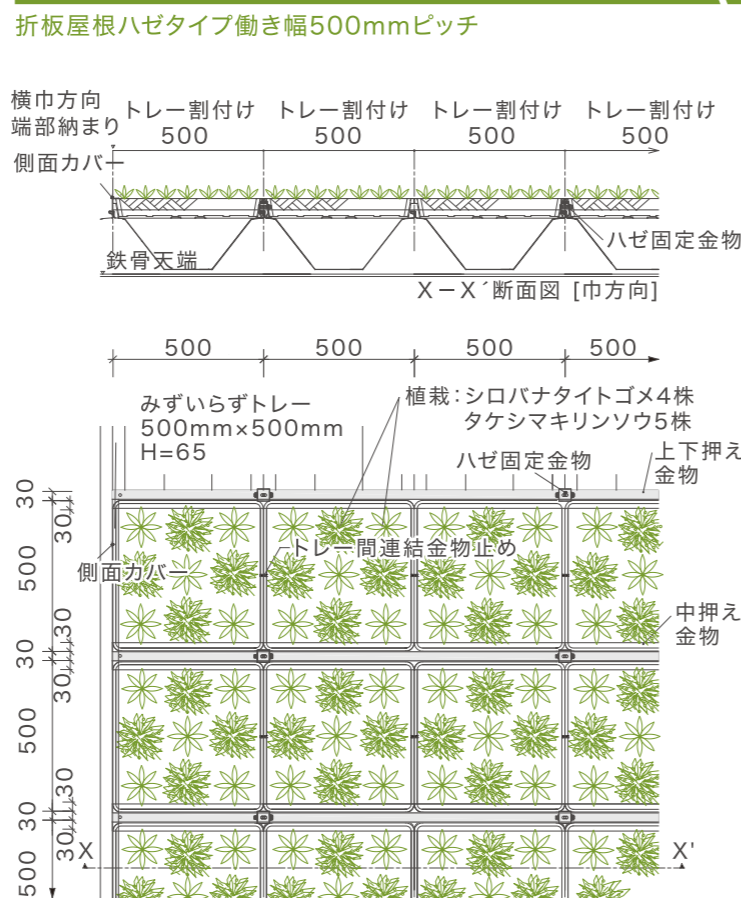 折板屋根ハゼタイプ働き幅500mmピッチ
横巾方向
端部納まり
トレー割付け トレー割付け トレー割付け トレー割付け
500 500 500 500
側面カバー
ハゼ固定金物
鉄骨天端
X－X´断面図 [巾方向]
500 500 500 500
みずいらずトレー
500mm×500mm
H=65
植栽：シロバナタイトゴメ4株
タケシマキリンソウ5株
ハゼ固定金物
上下押え
金物
30
30
500
側面カバー
トレー間連結金物止め
30
30
30
中押え
金物
500
30
30
30
X X'
500